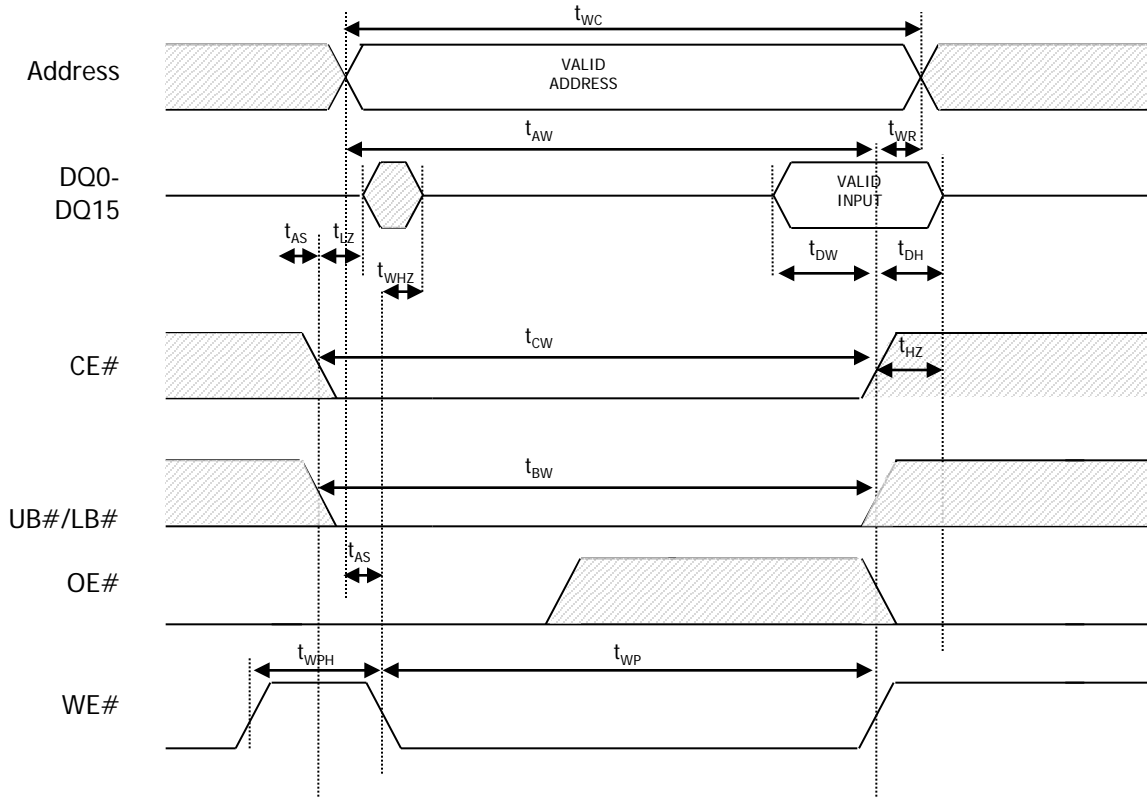 tWC
Address
VALID
ADDRESS
tAW
tWR
DQ0-
DQ15
VALID
INPUT
tAS
tLZ
tWHZ
tDW
tDH
CE#
tCW
tHZ
UB#/LB#
tBW
OE#
tAS
WE#
tWPH
tWP